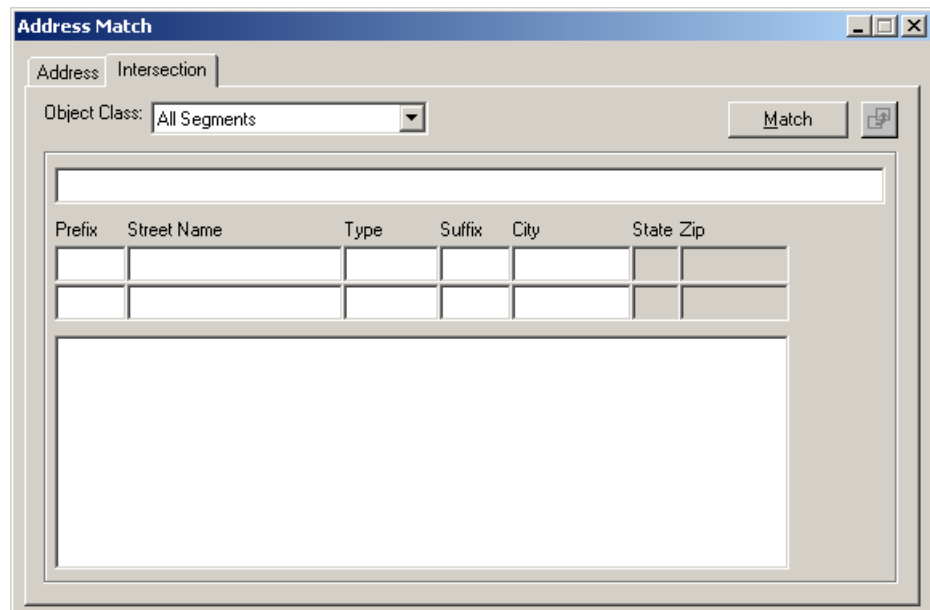 Address Match
Address Intersection
Object Class: All Segments Match
Prefix Street Name Type Suffix City State Zip